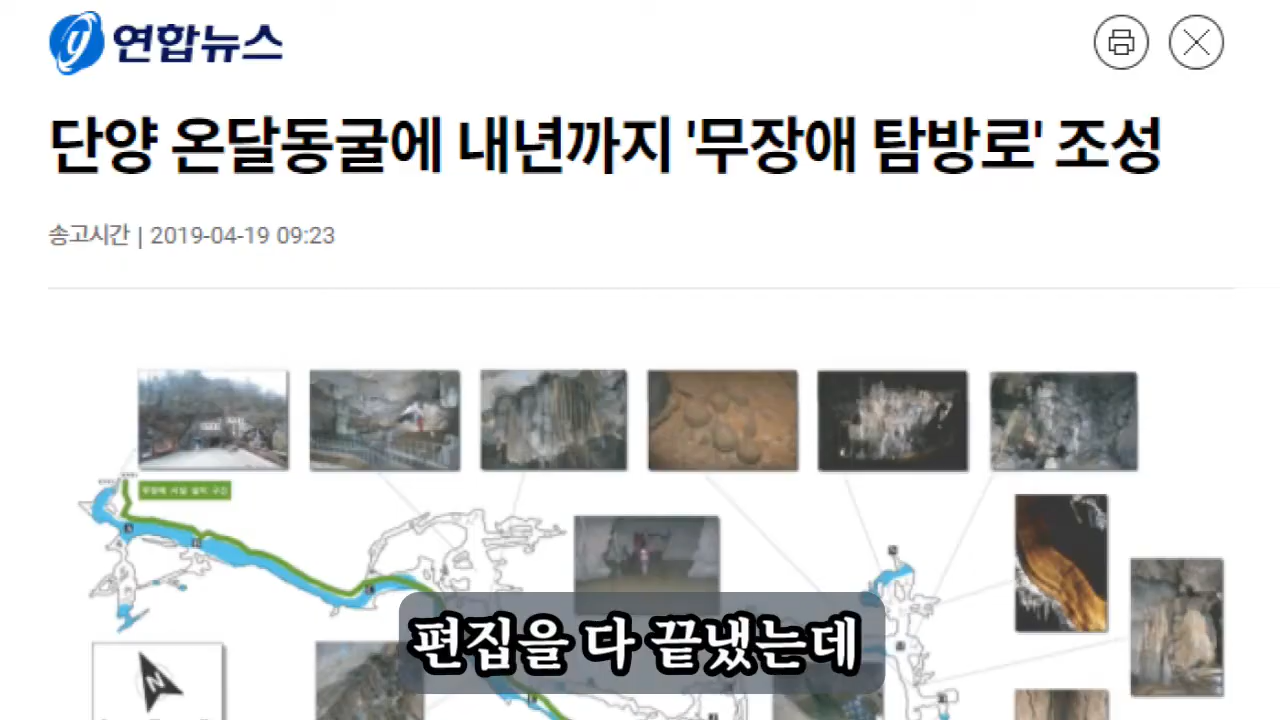 연합뉴스
단양 온달동굴에 내년까지 '무장애 탐방로' 조성
송고시간 | 2019-04-19 09:23
N
편집을 다 끝냈는데